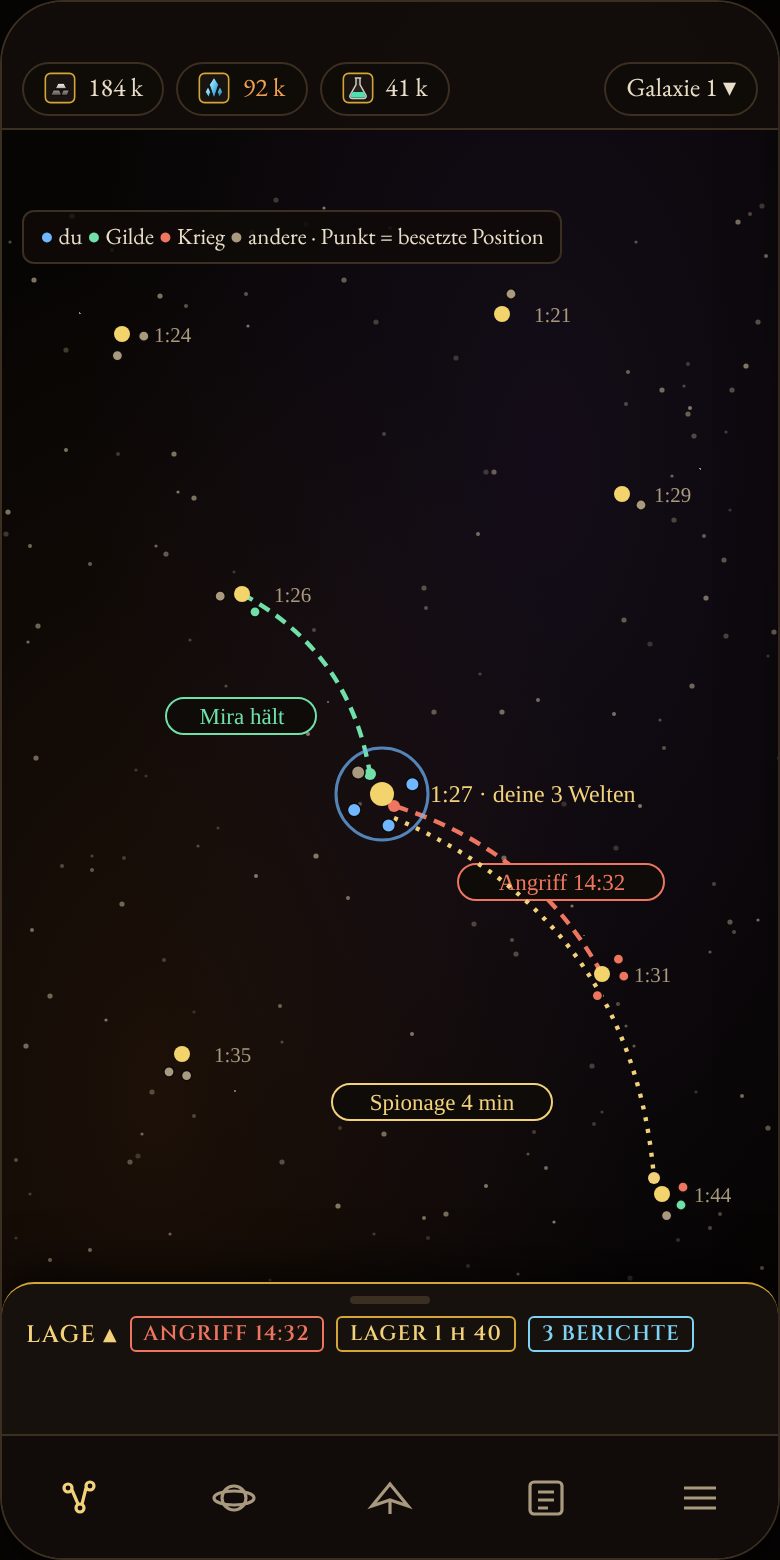 184 k 92 k 41 k Galaxie 1 ▼
du Gilde Krieg andere · Punkt = besetzte Position
1:21
1:24
1:29
1:26
Mira hält
1:27 · deine 3 Welten
Angriff 14:32
1:31
1:35
Spionage 4 min
1:44
LAGE ▲ ANGRIFF 14:32 LAGER 1 H 40 3 BERICHTE